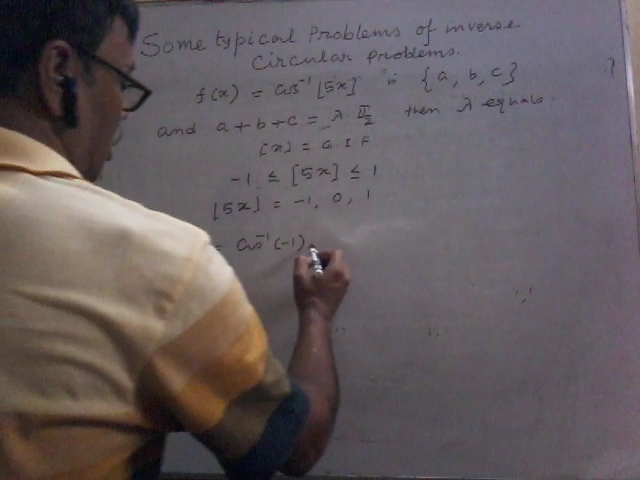 Some typical Problems of inverse
Circular problems.
f(x) = cos⁻¹ [5x] is {a, b, c}
and a + b + c = λ · π/2 then λ equals
[x] = G I F
-1 ≤ [5x] ≤ 1
[5x] = -1, 0, 1
= cos⁻¹(-1)